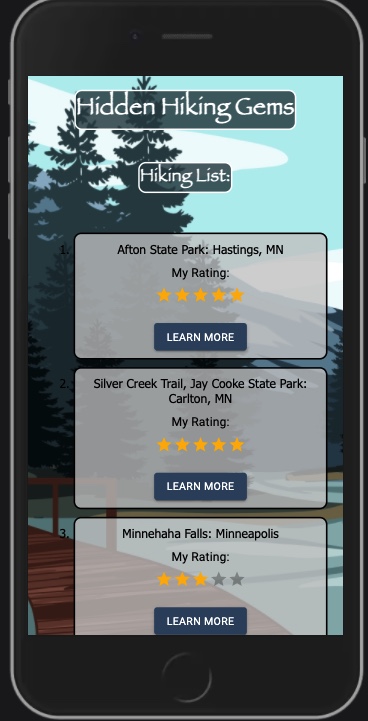 Hidden Hiking Gems
Hiking List:
1.
Afton State Park: Hastings, MN
My Rating:
LEARN MORE
2.
Silver Creek Trail, Jay Cooke State Park:
Carlton, MN
My Rating:
LEARN MORE
3.
Minnehaha Falls: Minneapolis
My Rating:
LEARN MORE